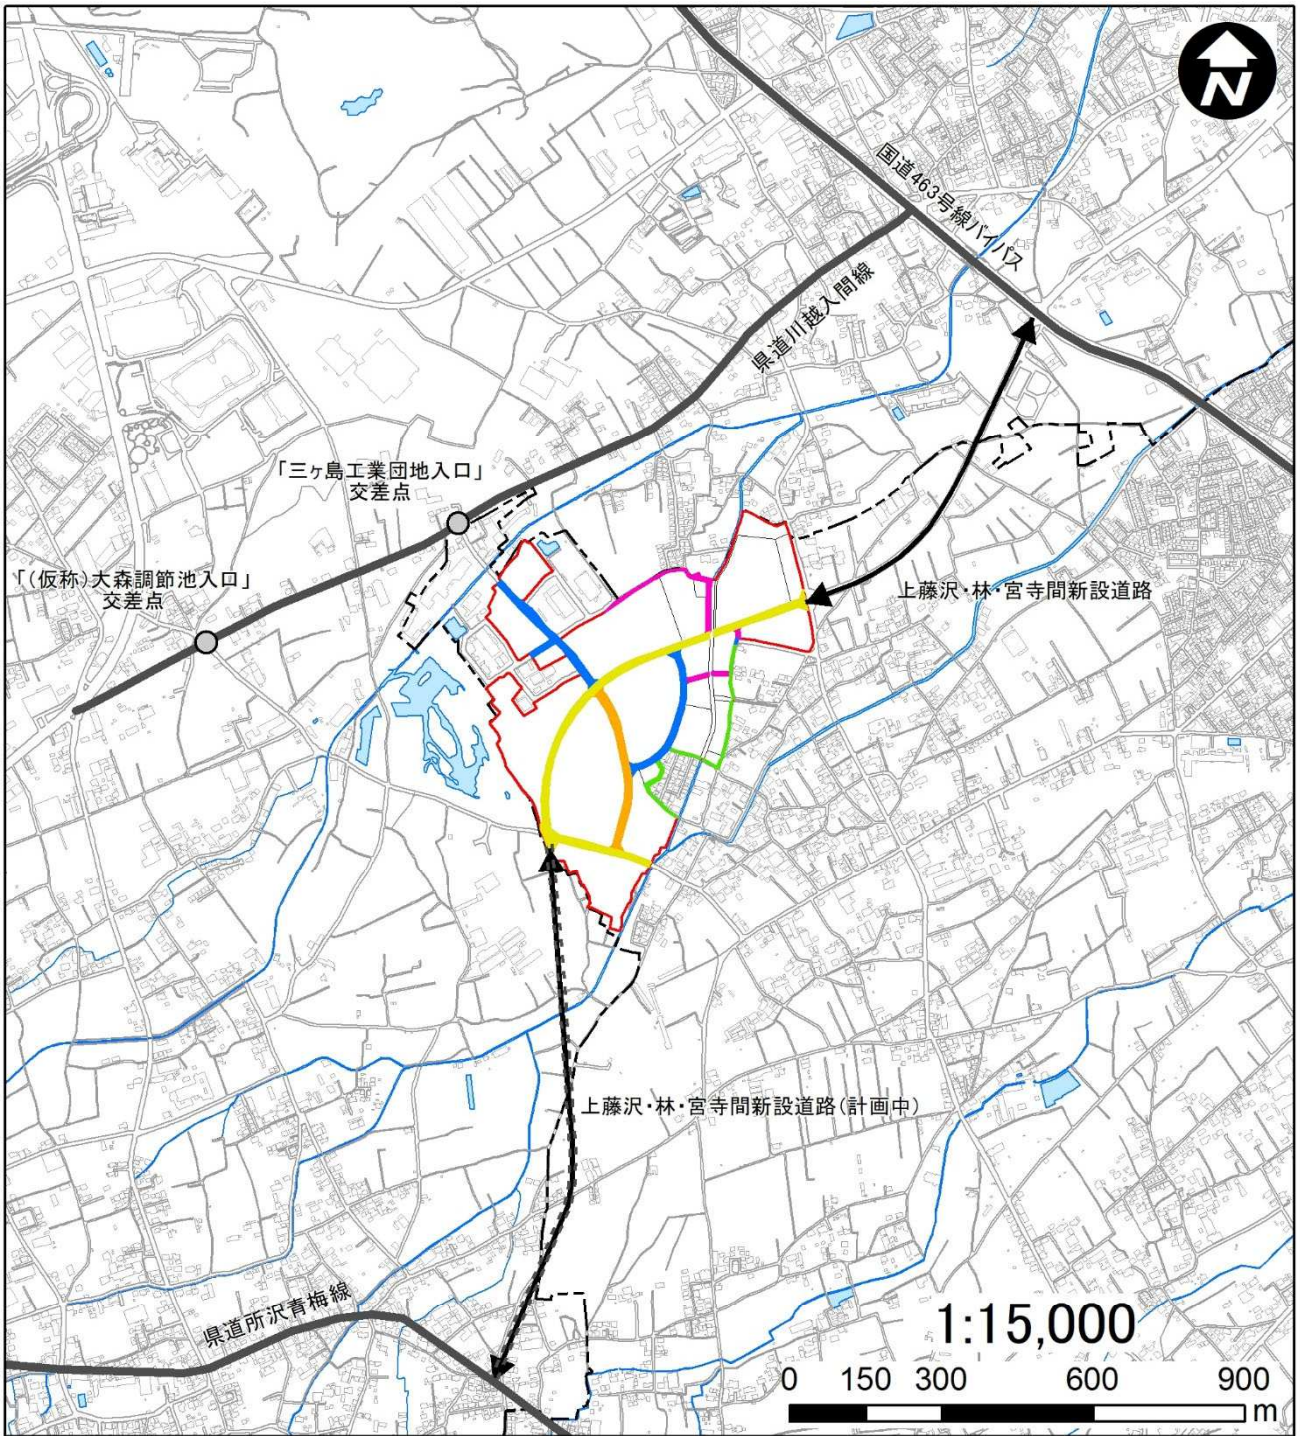 N
国道463号線バイパス
県道川越入間線
「三ヶ島工業団地入口」
交差点
「(仮称)大森調節池入口」
交差点
上藤沢・林・宮寺間新設道路
上藤沢・林・宮寺間新設道路(計画中)
県道所沢青梅線
1:15,000
0 150 300 600 900
m